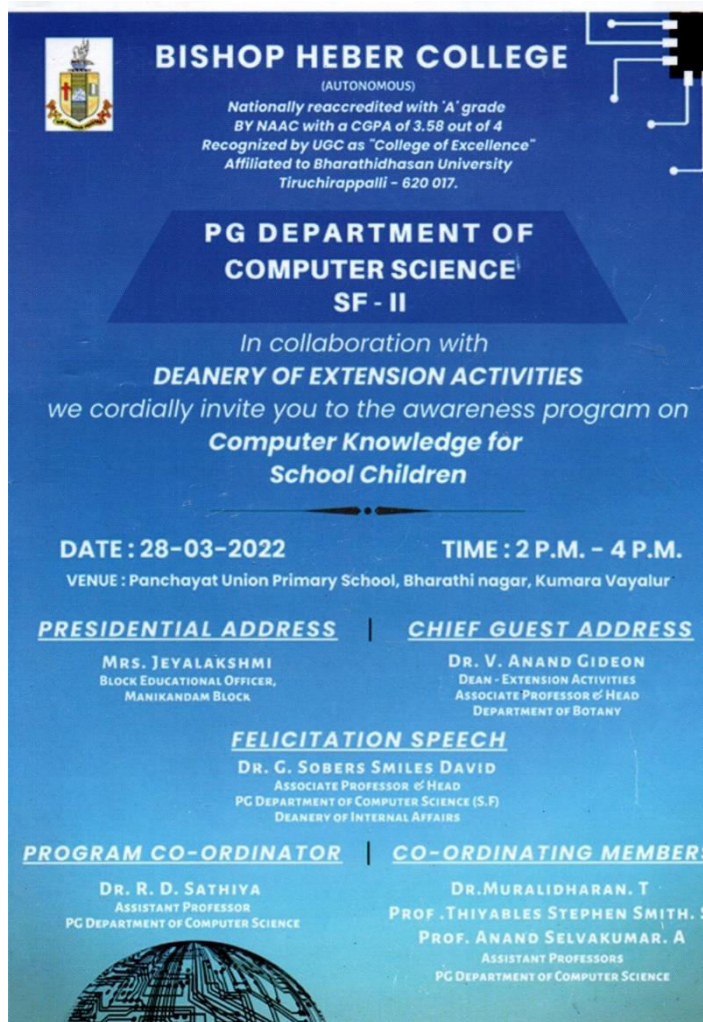 BISHOP HEBER COLLEGE
(AUTONOMOUS)
Nationally reaccredited with 'A' grade
BY NAAC with a CGPA of 3.58 out of 4
Recognized by UGC as "College of Excellence"
Affiliated to Bharathidhasan University
Tiruchirappalli - 620 017.
PG DEPARTMENT OF
COMPUTER SCIENCE
SF - II
In collaboration with
DEANERY OF EXTENSION ACTIVITIES
we cordially invite you to the awareness program on
Computer Knowledge for
School Children
DATE : 28-03-2022 TIME : 2 P.M. - 4 P.M.
VENUE : Panchayat Union Primary School, Bharathi nagar, Kumara Vayalur
PRESIDENTIAL ADDRESS | CHIEF GUEST ADDRESS
MRS. JEYALAKSHMI
BLOCK EDUCATIONAL OFFICER,
MANIKANDAM BLOCK
DR. V. ANAND GIDEON
DEAN - EXTENSION ACTIVITIES
ASSOCIATE PROFESSOR & HEAD
DEPARTMENT OF BOTANY
FELICITATION SPEECH
DR. G. SOBERS SMILES DAVID
ASSOCIATE PROFESSOR & HEAD
PG DEPARTMENT OF COMPUTER SCIENCE (S.F)
DEANERY OF INTERNAL AFFAIRS
PROGRAM CO-ORDINATOR | CO-ORDINATING MEMBERS
DR. R. D. SATHIYA
ASSISTANT PROFESSOR
PG DEPARTMENT OF COMPUTER SCIENCE
DR.MURALIDHARAN. T
PROF .THIYABLES STEPHEN SMITH. S
PROF. ANAND SELVAKUMAR. A
ASSISTANT PROFESSORS
PG DEPARTMENT OF COMPUTER SCIENCE